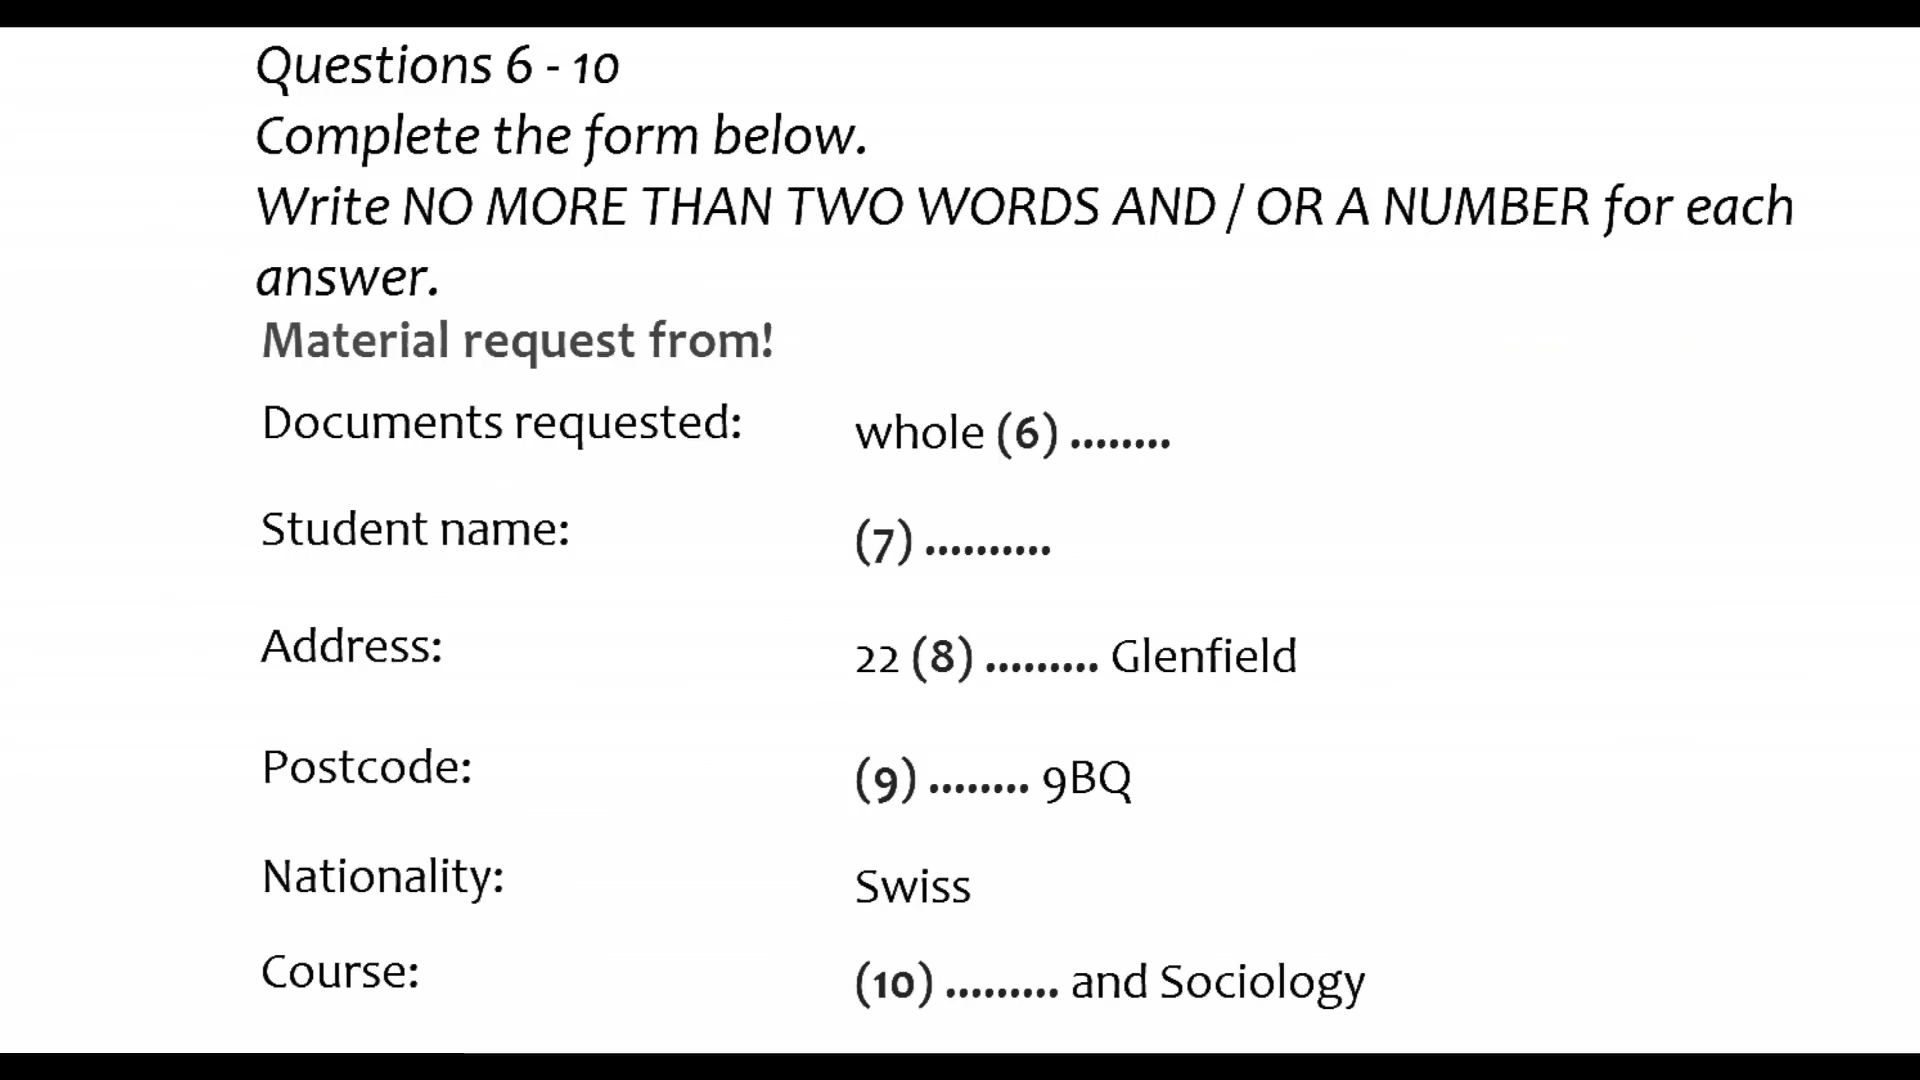 Questions 6 - 10
Complete the form below.
Write NO MORE THAN TWO WORDS AND / OR A NUMBER for each
answer.
Material request from!
Documents requested: whole (6) ........
Student name: (7) ..........
Address: 22 (8) ......... Glenfield
Postcode: (9) ........ 9BQ
Nationality: Swiss
Course: (10) ......... and Sociology